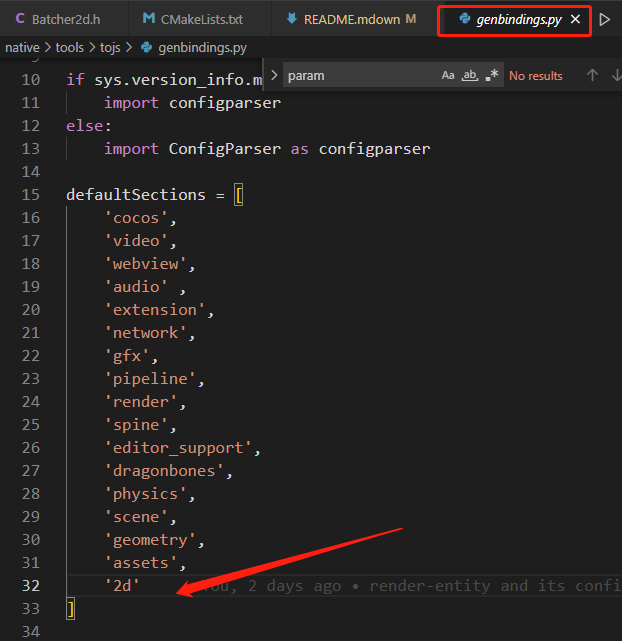 Batcher2d.h CMakeLists.txt README.mdown M genbindings.py
native > tools > tojs > genbindings.py
param Aa ab .* No results
10 if sys.version_info.m
11 import configparser
12 else:
13 import ConfigParser as configparser
14
15 defaultSections = [
16 'cocos',
17 'video',
18 'webview',
19 'audio' ,
20 'extension',
21 'network',
22 'gfx',
23 'pipeline',
24 'render',
25 'spine',
26 'editor_support',
27 'dragonbones',
28 'physics',
29 'scene',
30 'geometry',
31 'assets',
32 '2d' You, 2 days ago • render-entity and its confi
33 ]
34